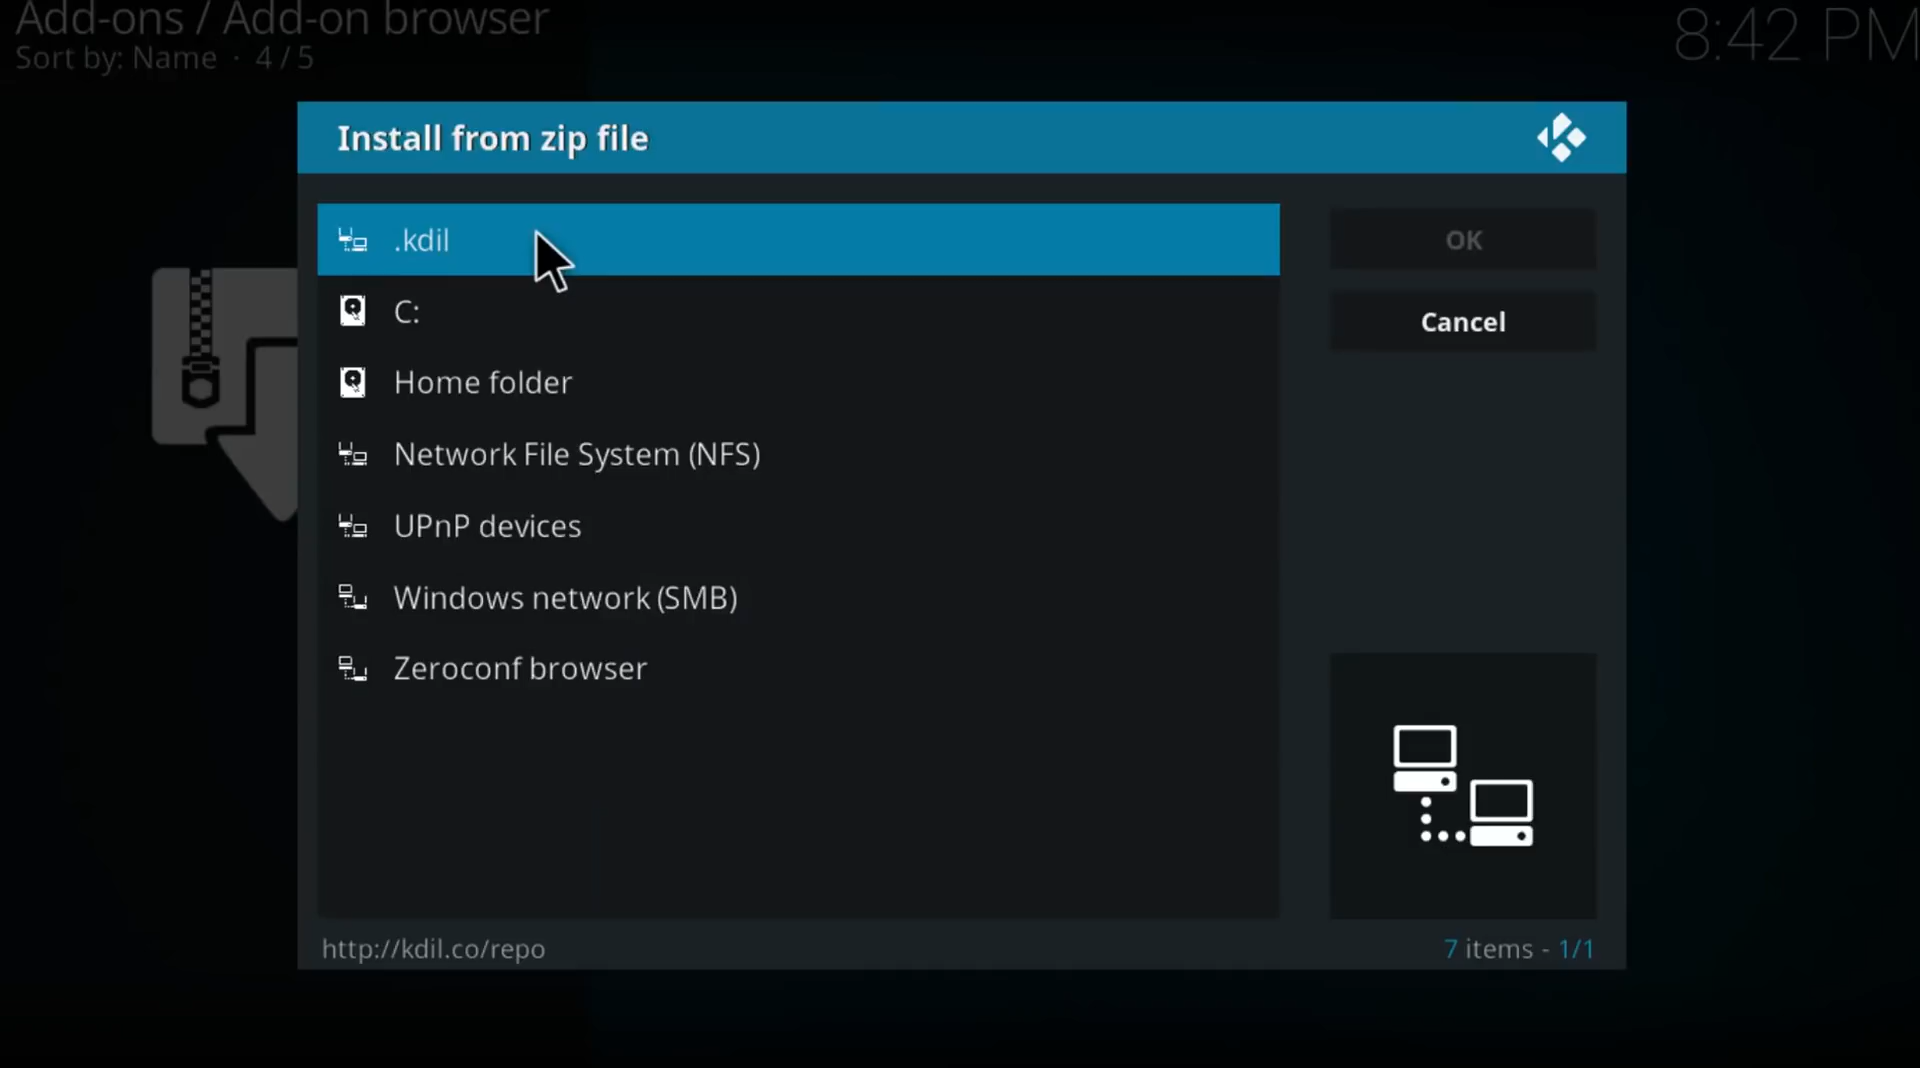 Add-ons / Add-on browser
Sort by: Name · 4 / 5
8:42 PM
Install from zip file
.kdil
C:
Home folder
Network File System (NFS)
UPnP devices
Windows network (SMB)
Zeroconf browser
OK
Cancel
http://kdil.co/repo
7 items - 1/1